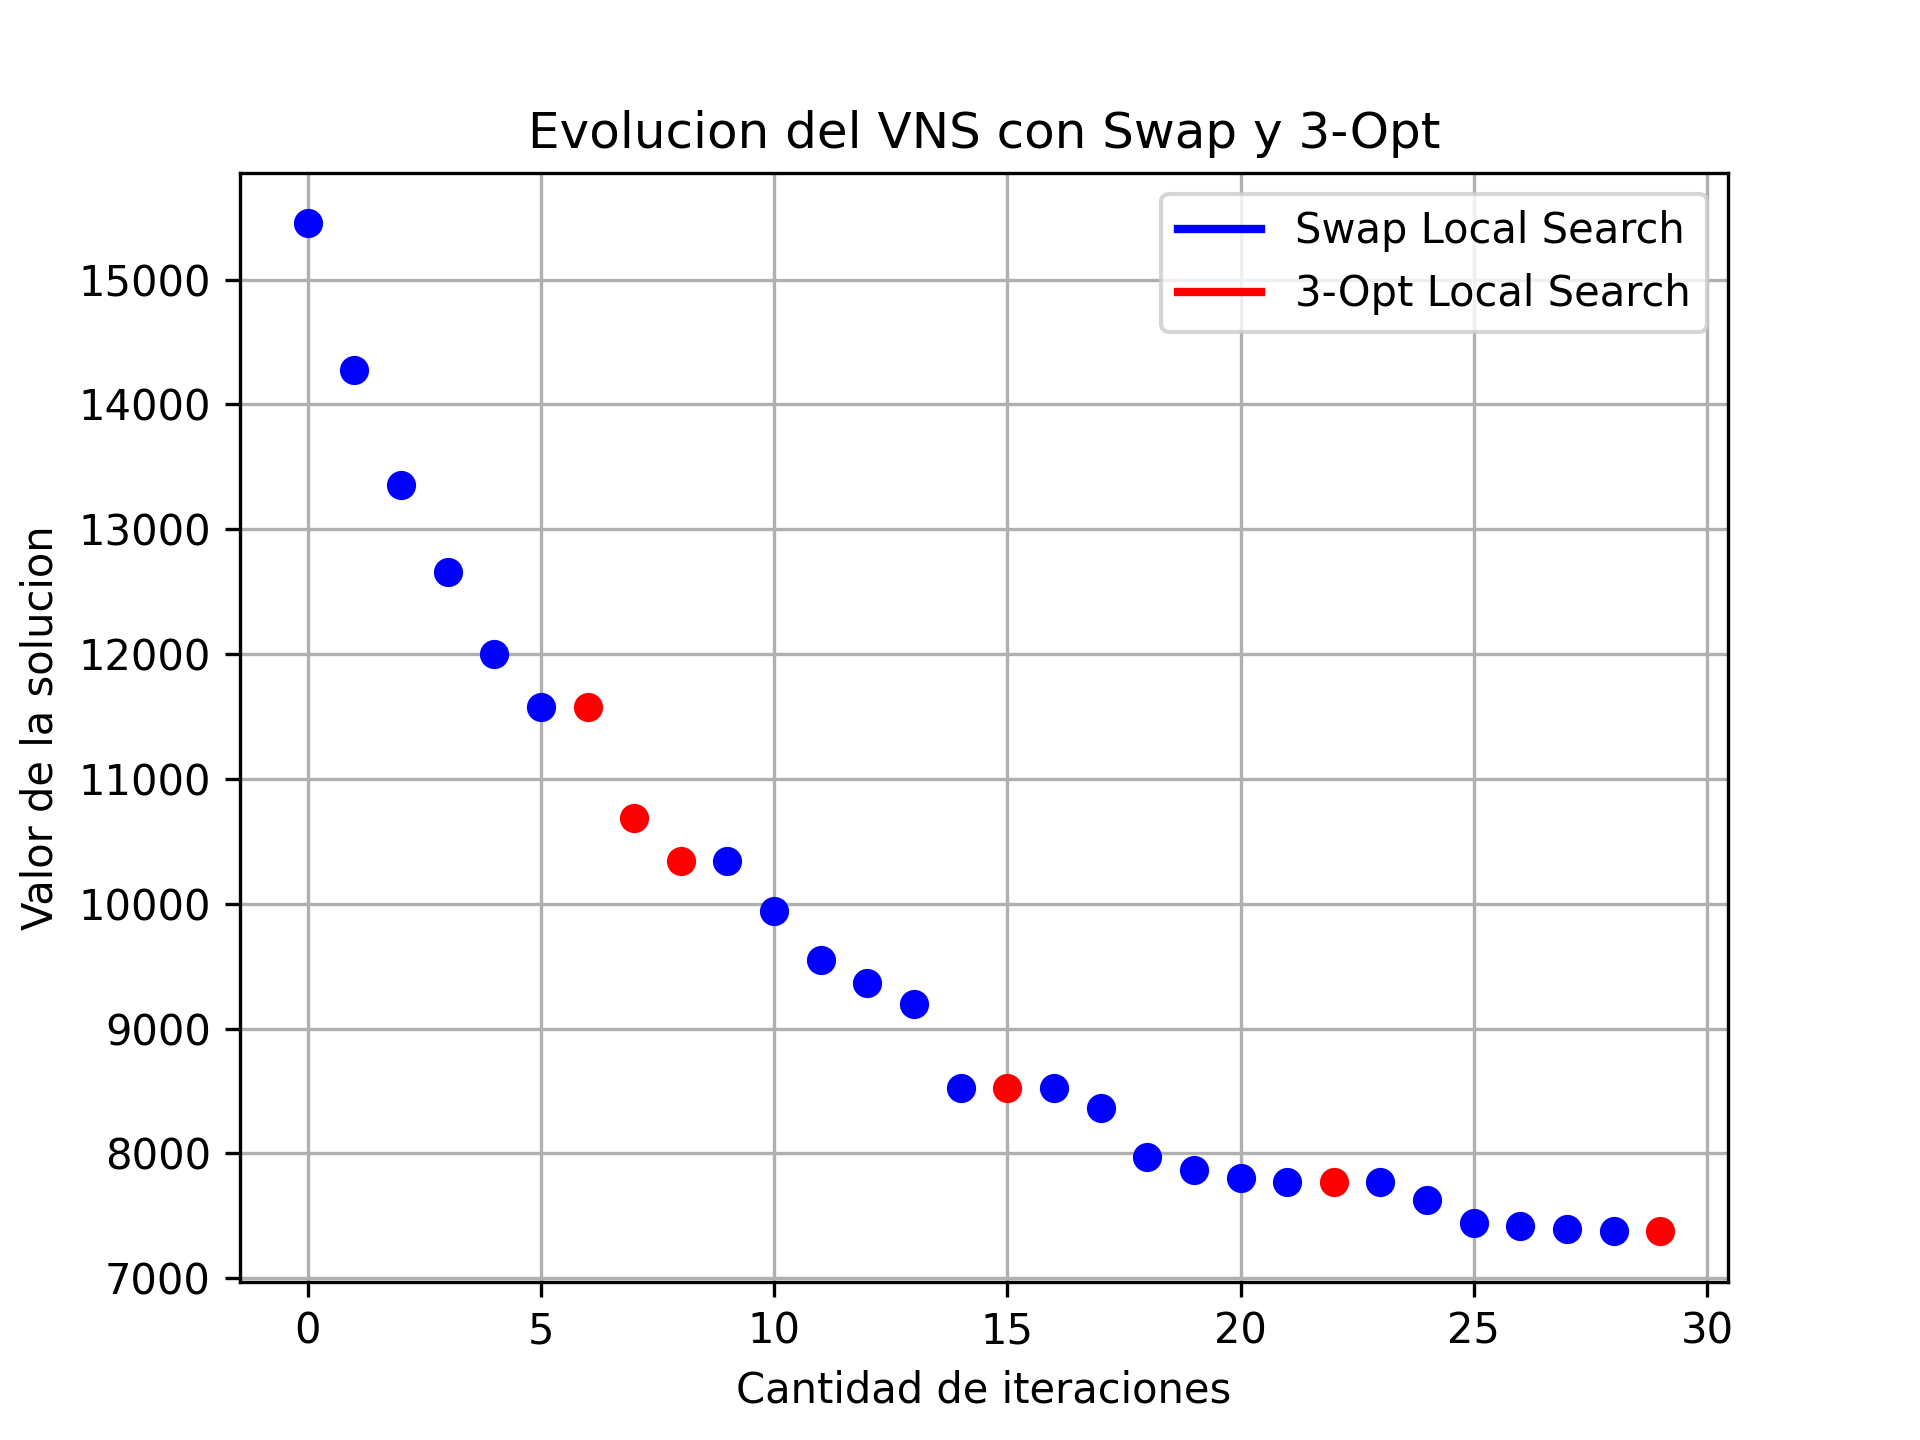 Evolucion del VNS con Swap y 3-Opt
Swap Local Search
3-Opt Local Search
Valor de la solucion
15000
14000
13000
12000
11000
10000
9000
8000
7000
0 5 10 15 20 25 30
Cantidad de iteraciones